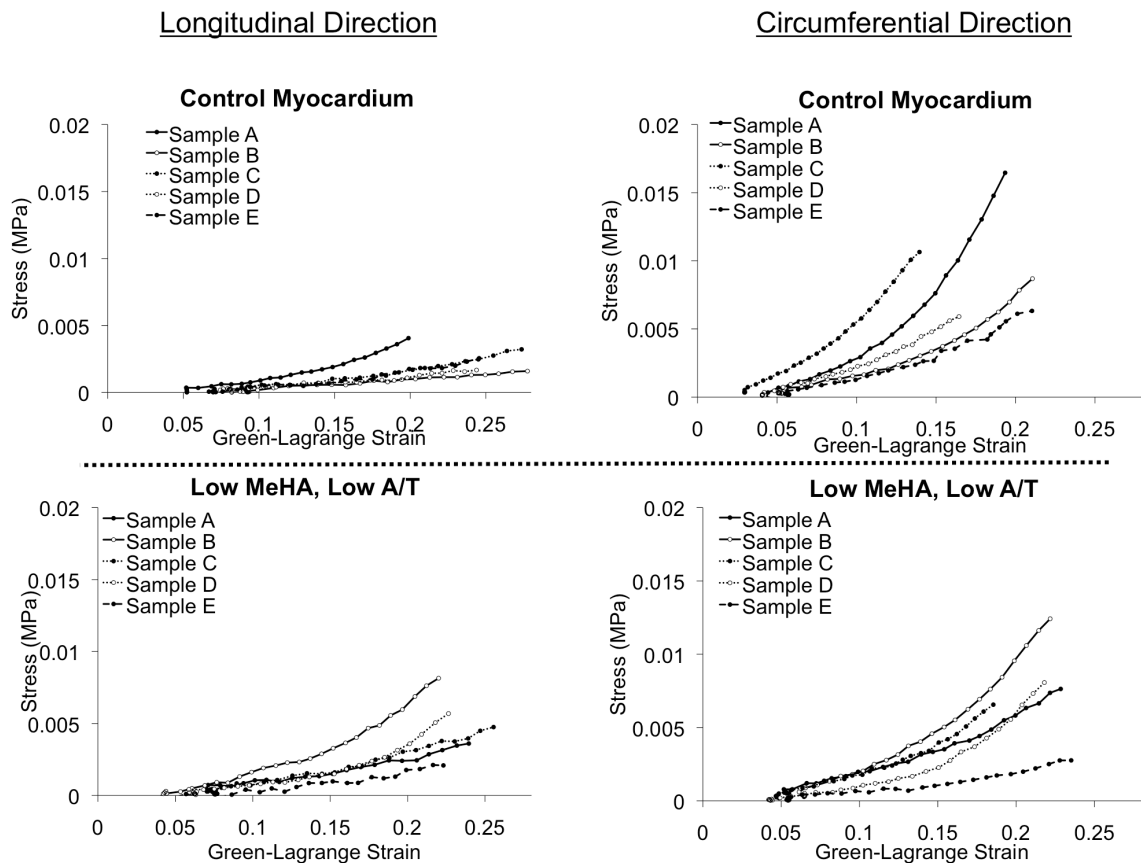 Longitudinal Direction
Circumferential Direction
Control Myocardium
0.02
0.015
0.01
0.005
0
Stress (MPa)
Sample A
Sample B
Sample C
Sample D
Sample E
0 0.05 0.1 0.15 0.2 0.25
Green-Lagrange Strain
Control Myocardium
0.02
0.015
0.01
0.005
0
Stress (MPa)
Sample A
Sample B
Sample C
Sample D
Sample E
0 0.05 0.1 0.15 0.2 0.25
Green-Lagrange Strain
Low MeHA, Low A/T
0.02
0.015
0.01
0.005
0
Stress (MPa)
Sample A
Sample B
Sample C
Sample D
Sample E
0 0.05 0.1 0.15 0.2 0.25
Green-Lagrange Strain
Low MeHA, Low A/T
0.02
0.015
0.01
0.005
0
Stress (MPa)
Sample A
Sample B
Sample C
Sample D
Sample E
0 0.05 0.1 0.15 0.2 0.25
Green-Lagrange Strain